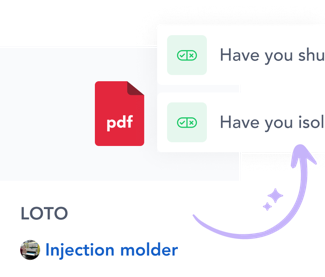 Have you shu
pdf
Have you isol
LOTO
Injection molder